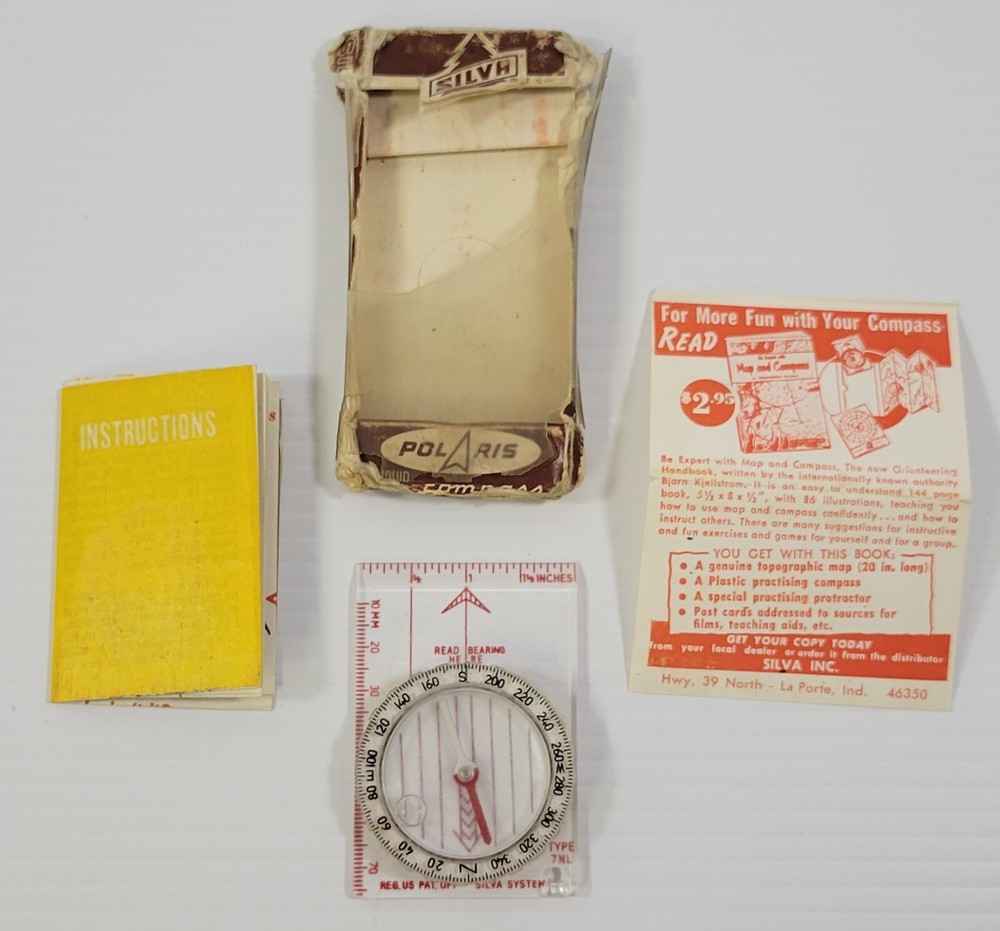 SILVA
POLARIS
LIQUID
compass
INSTRUCTIONS
For More Fun with Your Compass
READ
Map and Compass
$2.95
Be Expert with Map and Compass, The new Orienteering
Handbook, written by the internationally known authority
Bjorn Kjellstrom. It is an easy to understand 144 page
book, 5½ x 8 x ½", with 86 illustrations, teaching you
how to use map and compass confidently... and how to
instruct others. There are many suggestions for instructive
and fun exercises and games for yourself and for a group.
YOU GET WITH THIS BOOK:
• A genuine topographic map (20 in. long)
• A Plastic practising compass
• A special practising protractor
• Post cards addressed to sources for
films, teaching aids, etc.
GET YOUR COPY TODAY
from your local dealer or order it from the distributor
SILVA INC.
Hwy. 39 North - La Porte, Ind. 46350
½ 1 1½ INCHES
10 MM 20 30 70
READ BEARING
HERE
S 200 220 240 260 W 280 300 320 340 N 20 40 60 80 E 100 120 140 160
TYPE
7NL
REG. US PAT. OFF SILVA SYSTEM